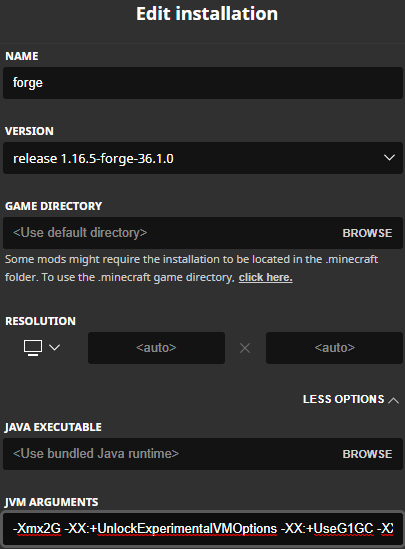 Edit installation
NAME
forge
VERSION
release 1.16.5-forge-36.1.0
GAME DIRECTORY
<Use default directory> BROWSE
Some mods might require the installation to be located in the .minecraft
folder. To use the .minecraft game directory, click here.
RESOLUTION
<auto> <auto>
LESS OPTIONS
JAVA EXECUTABLE
<Use bundled Java runtime> BROWSE
JVM ARGUMENTS
-Xmx2G -XX:+UnlockExperimentalVMOptions -XX:+UseG1GC